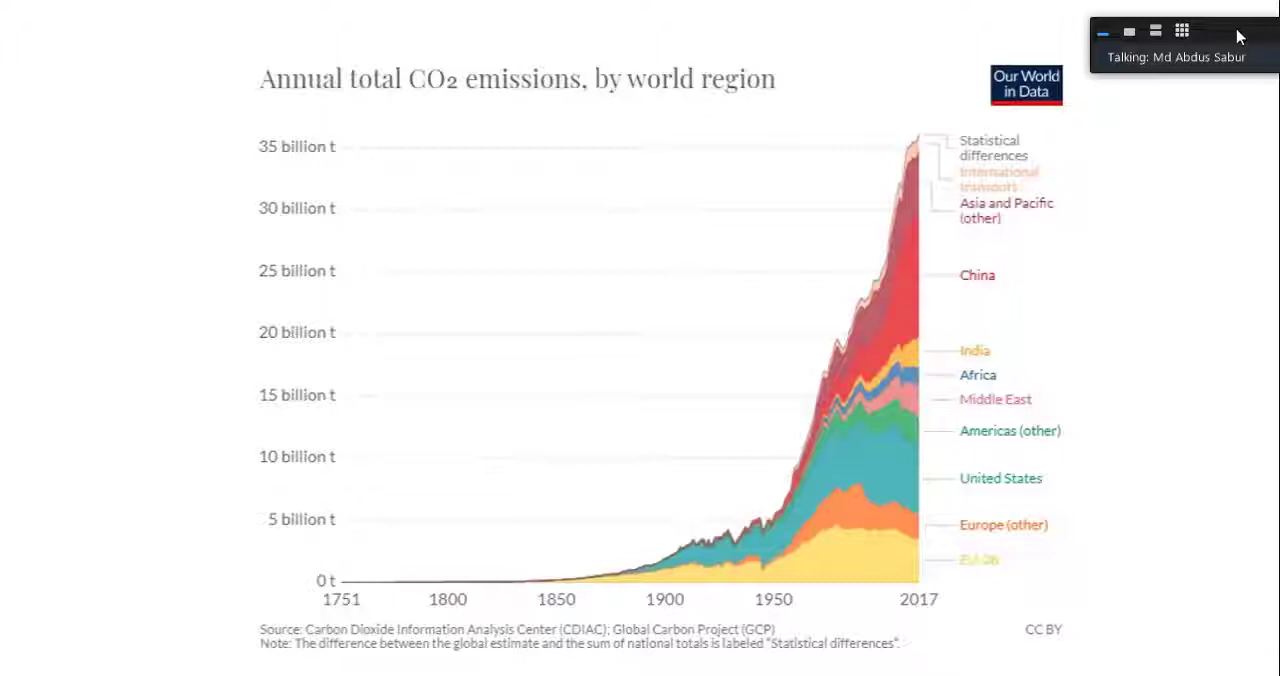 Talking: Md Abdus Sabur
Annual total CO₂ emissions, by world region
Our World
in Data
35 billion t
30 billion t
25 billion t
20 billion t
15 billion t
10 billion t
5 billion t
0 t
Statistical
differences
International
transport
Asia and Pacific
(other)
China
India
Africa
Middle East
Americas (other)
United States
Europe (other)
EU-28
1751
1800
1850
1900
1950
2017
Source: Carbon Dioxide Information Analysis Center (CDIAC); Global Carbon Project (GCP)
CC BY
Note: The difference between the global estimate and the sum of national totals is labeled "Statistical differences".